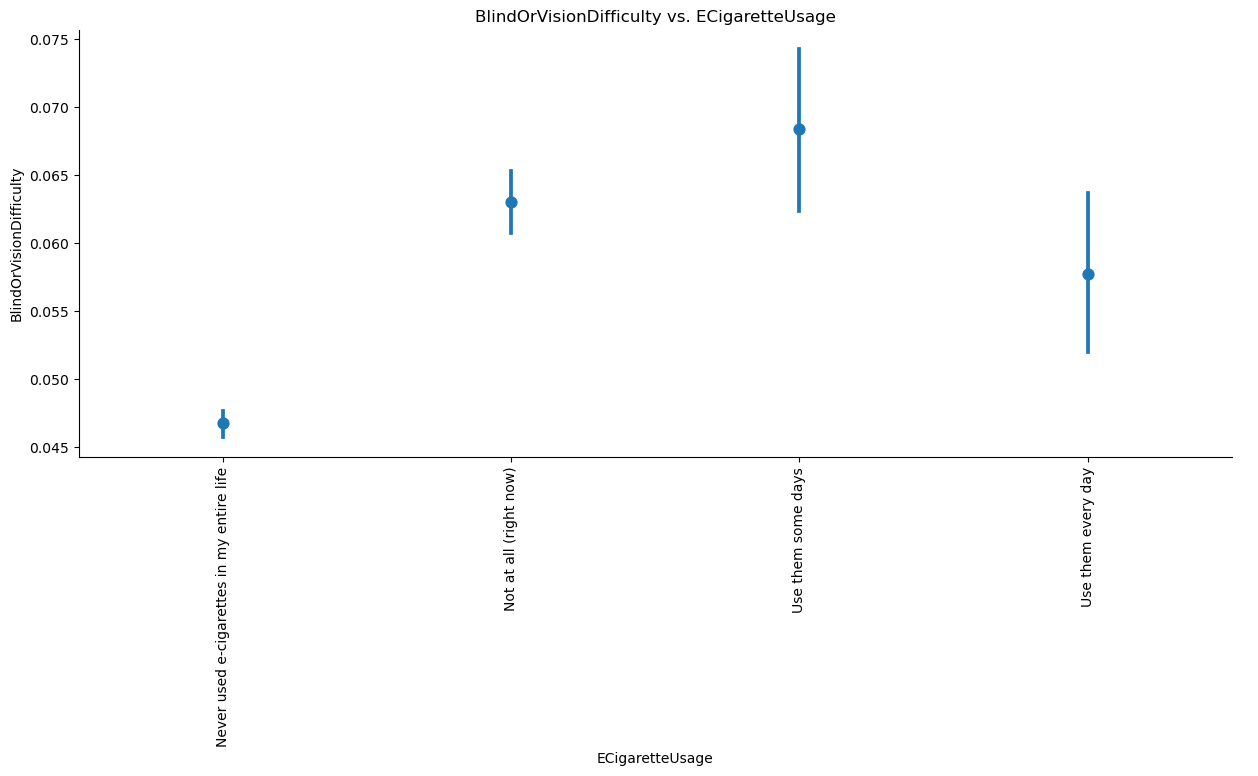 BlindOrVisionDifficulty vs. ECigaretteUsage
0.075
0.070
0.065
0.060
0.055
0.050
0.045
BlindOrVisionDifficulty
Never used e-cigarettes in my entire life
Not at all (right now)
Use them some days
Use them every day
ECigaretteUsage